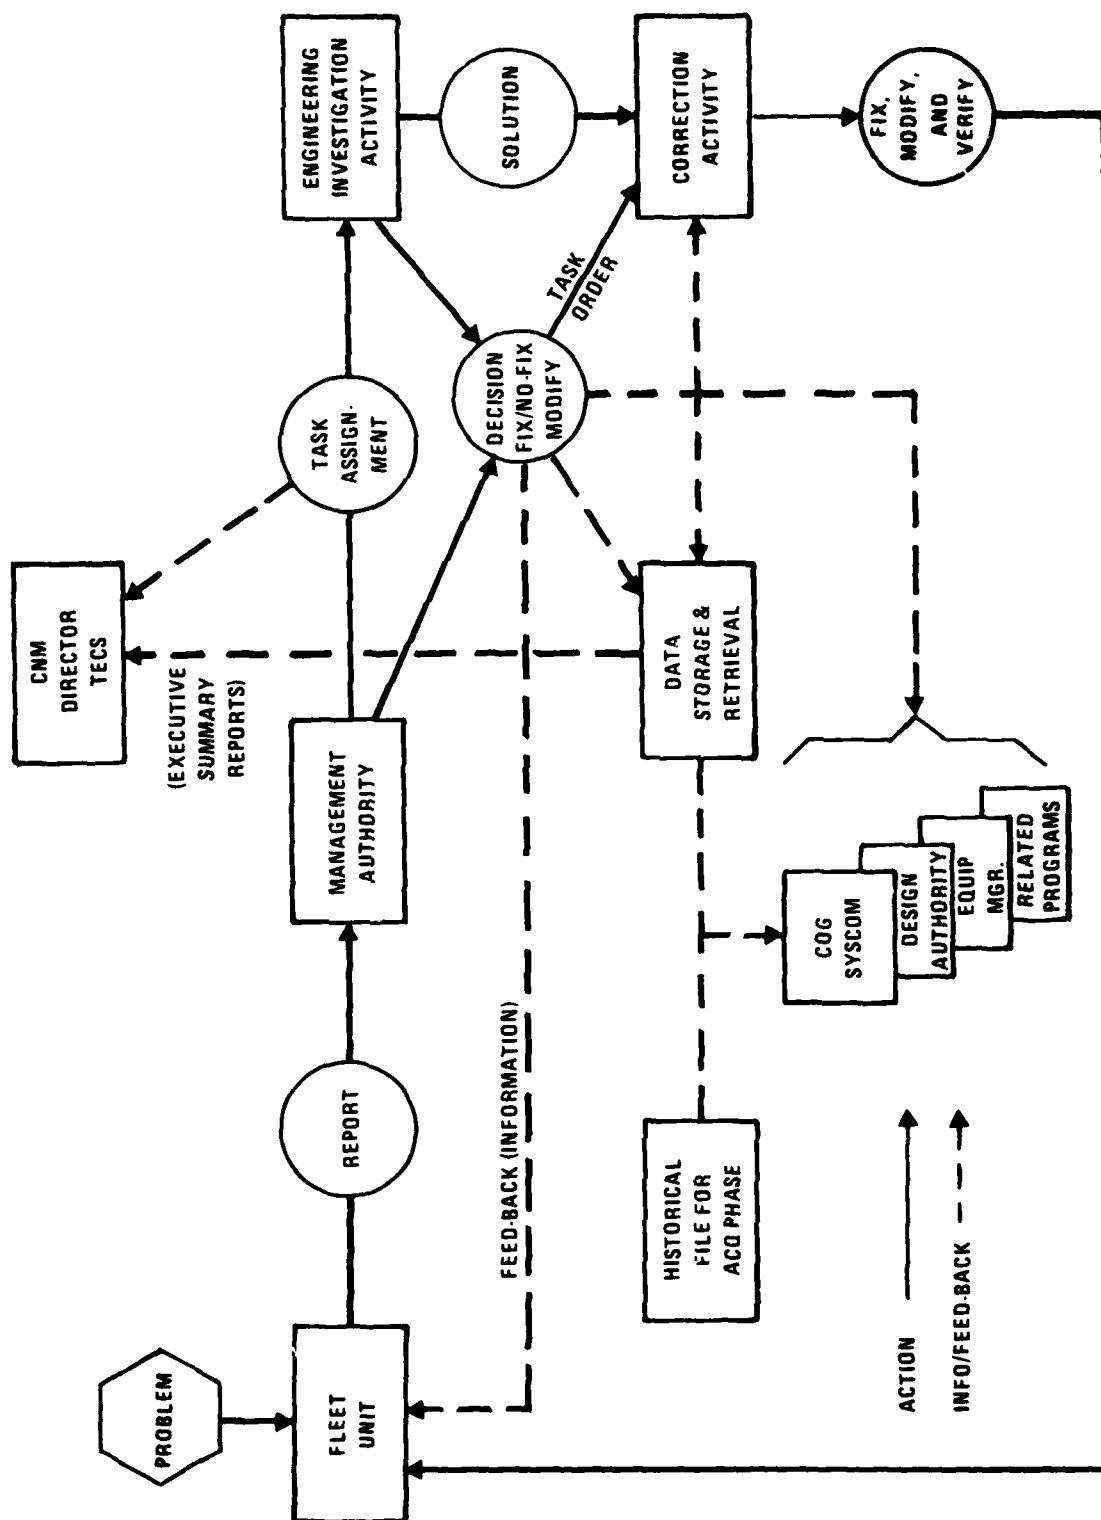 PROBLEM
FLEET
UNIT
REPORT
MANAGEMENT
AUTHORITY
TASK
ASSIGN-
MENT
ENGINEERING
INVESTIGATION
ACTIVITY
CNM
DIRECTOR
TECS
(EXECUTIVE
SUMMARY
REPORTS)
SOLUTION
DECISION
FIX/NO-FIX
MODIFY
TASK
ORDER
FEED-BACK (INFORMATION)
CORRECTION
ACTIVITY
DATA
STORAGE &
RETRIEVAL
HISTORICAL
FILE FOR
ACQ PHASE
FIX,
MODIFY,
AND
VERIFY
COG
SYSCOM
DESIGN
AUTHORITY
EQUIP
MGR.
RELATED
PROGRAMS
ACTION
INFO/FEED-BACK